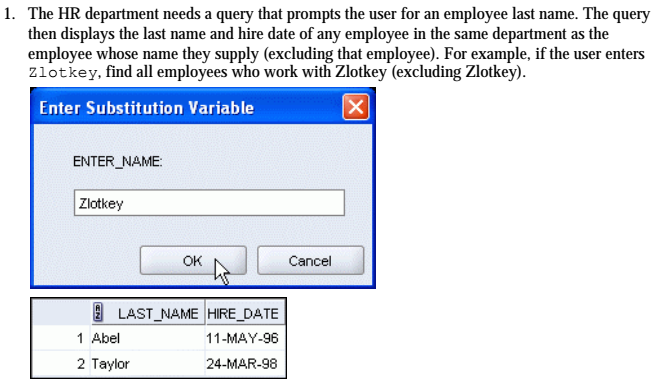 1. The HR department needs a query that prompts the user for an employee last name. The query
then displays the last name and hire date of any employee in the same department as the
employee whose name they supply (excluding that employee). For example, if the user enters
Zlotkey, find all employees who work with Zlotkey (excluding Zlotkey).
Enter Substitution Variable
ENTER_NAME:
Zlotkey
OK Cancel
LAST_NAME HIRE_DATE
1 Abel 11-MAY-96
2 Taylor 24-MAR-98